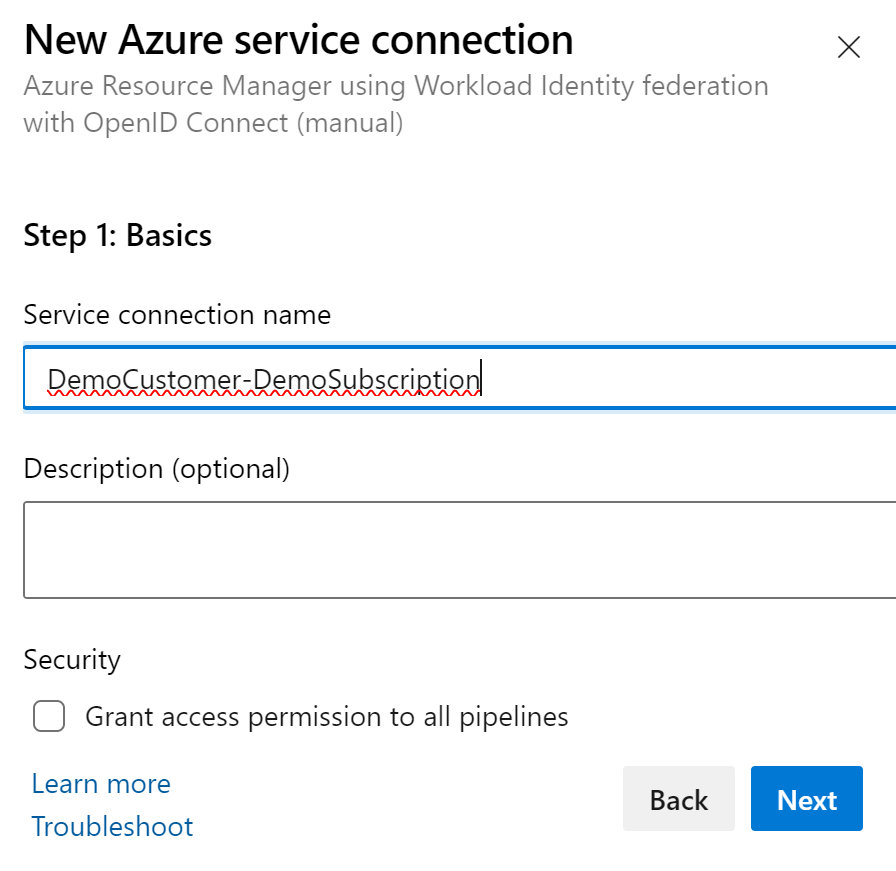 New Azure service connection
Azure Resource Manager using Workload Identity federation
with OpenID Connect (manual)
Step 1: Basics
Service connection name
DemoCustomer-DemoSubscription
Description (optional)
Security
Grant access permission to all pipelines
Learn more
Troubleshoot
Back
Next